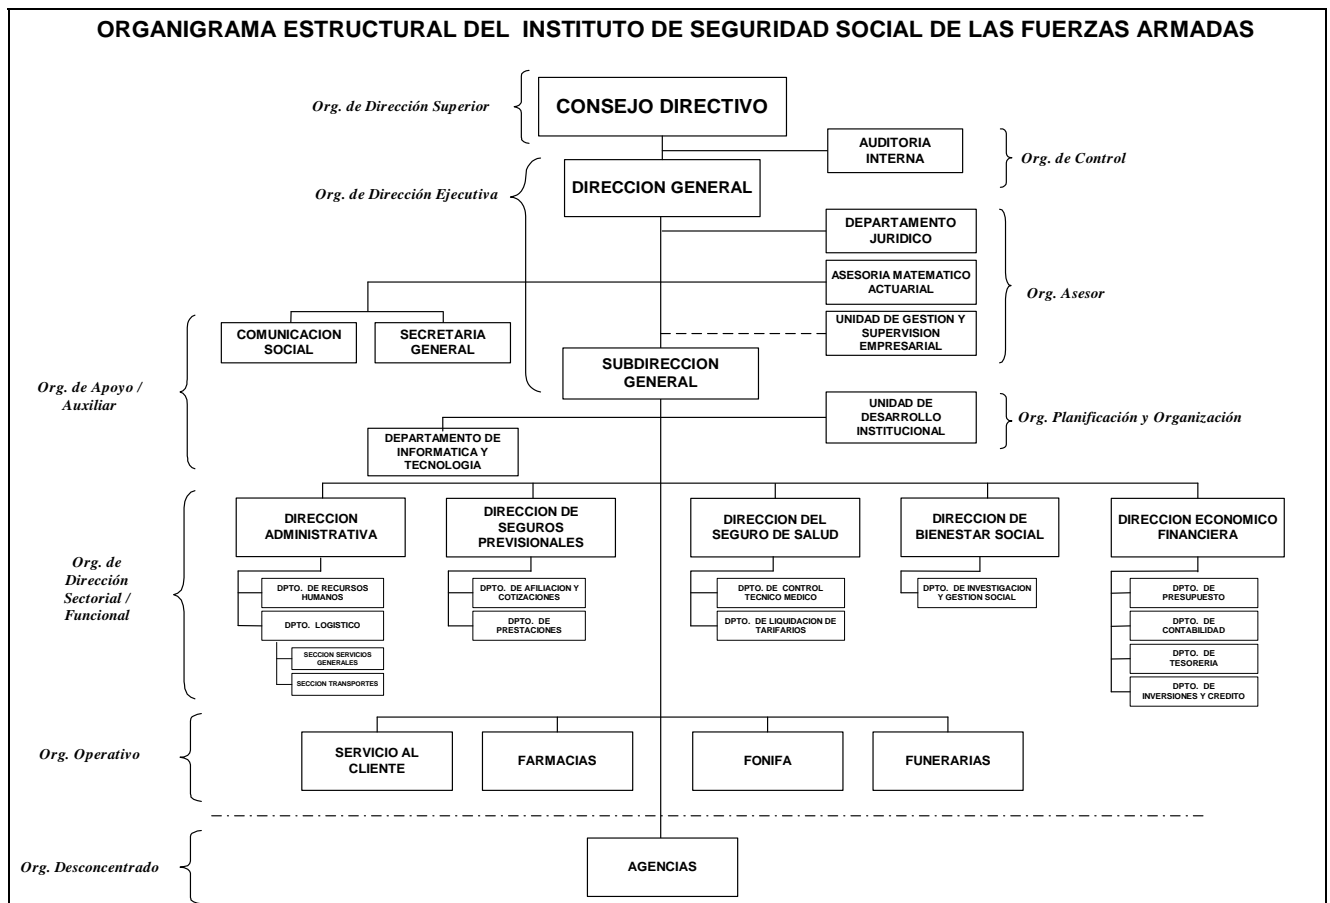 ORGANIGRAMA ESTRUCTURAL DEL INSTITUTO DE SEGURIDAD SOCIAL DE LAS FUERZAS ARMADAS
Org. de Dirección Superior
CONSEJO DIRECTIVO
AUDITORIA
INTERNA
Org. de Control
Org. de Dirección Ejecutiva
DIRECCION GENERAL
DEPARTAMENTO
JURIDICO
ASESORIA MATEMATICO
ACTUARIAL
Org. Asesor
UNIDAD DE GESTION Y
SUPERVISION
EMPRESARIAL
COMUNICACION
SOCIAL
SECRETARIA
GENERAL
SUBDIRECCION
GENERAL
Org. de Apoyo /
Auxiliar
UNIDAD DE
DESARROLLO
INSTITUCIONAL
Org. Planificación y Organización
DEPARTAMENTO DE
INFORMATICA Y
TECNOLOGIA
Org. de
Dirección
Sectorial /
Funcional
DIRECCION
ADMINISTRATIVA
DPTO. DE RECURSOS
HUMANOS
DPTO. LOGISTICO
SECCION SERVICIOS
GENERALES
SECCION TRANSPORTES
DIRECCION DE
SEGUROS
PREVISIONALES
DPTO. DE AFILIACION Y
COTIZACIONES
DPTO. DE
PRESTACIONES
DIRECCION DEL
SEGURO DE SALUD
DPTO. DE CONTROL
TECNICO MEDICO
DPTO. DE LIQUIDACION DE
TARIFARIOS
DIRECCION DE
BIENESTAR SOCIAL
DPTO. DE INVESTIGACION
Y GESTION SOCIAL
DIRECCION ECONOMICO
FINANCIERA
DPTO. DE
PRESUPUESTO
DPTO. DE
CONTABILIDAD
DPTO. DE
TESORERIA
DPTO. DE
INVERSIONES Y CREDITO
Org. Operativo
SERVICIO AL
CLIENTE
FARMACIAS
FONIFA
FUNERARIAS
Org. Desconcentrado
AGENCIAS